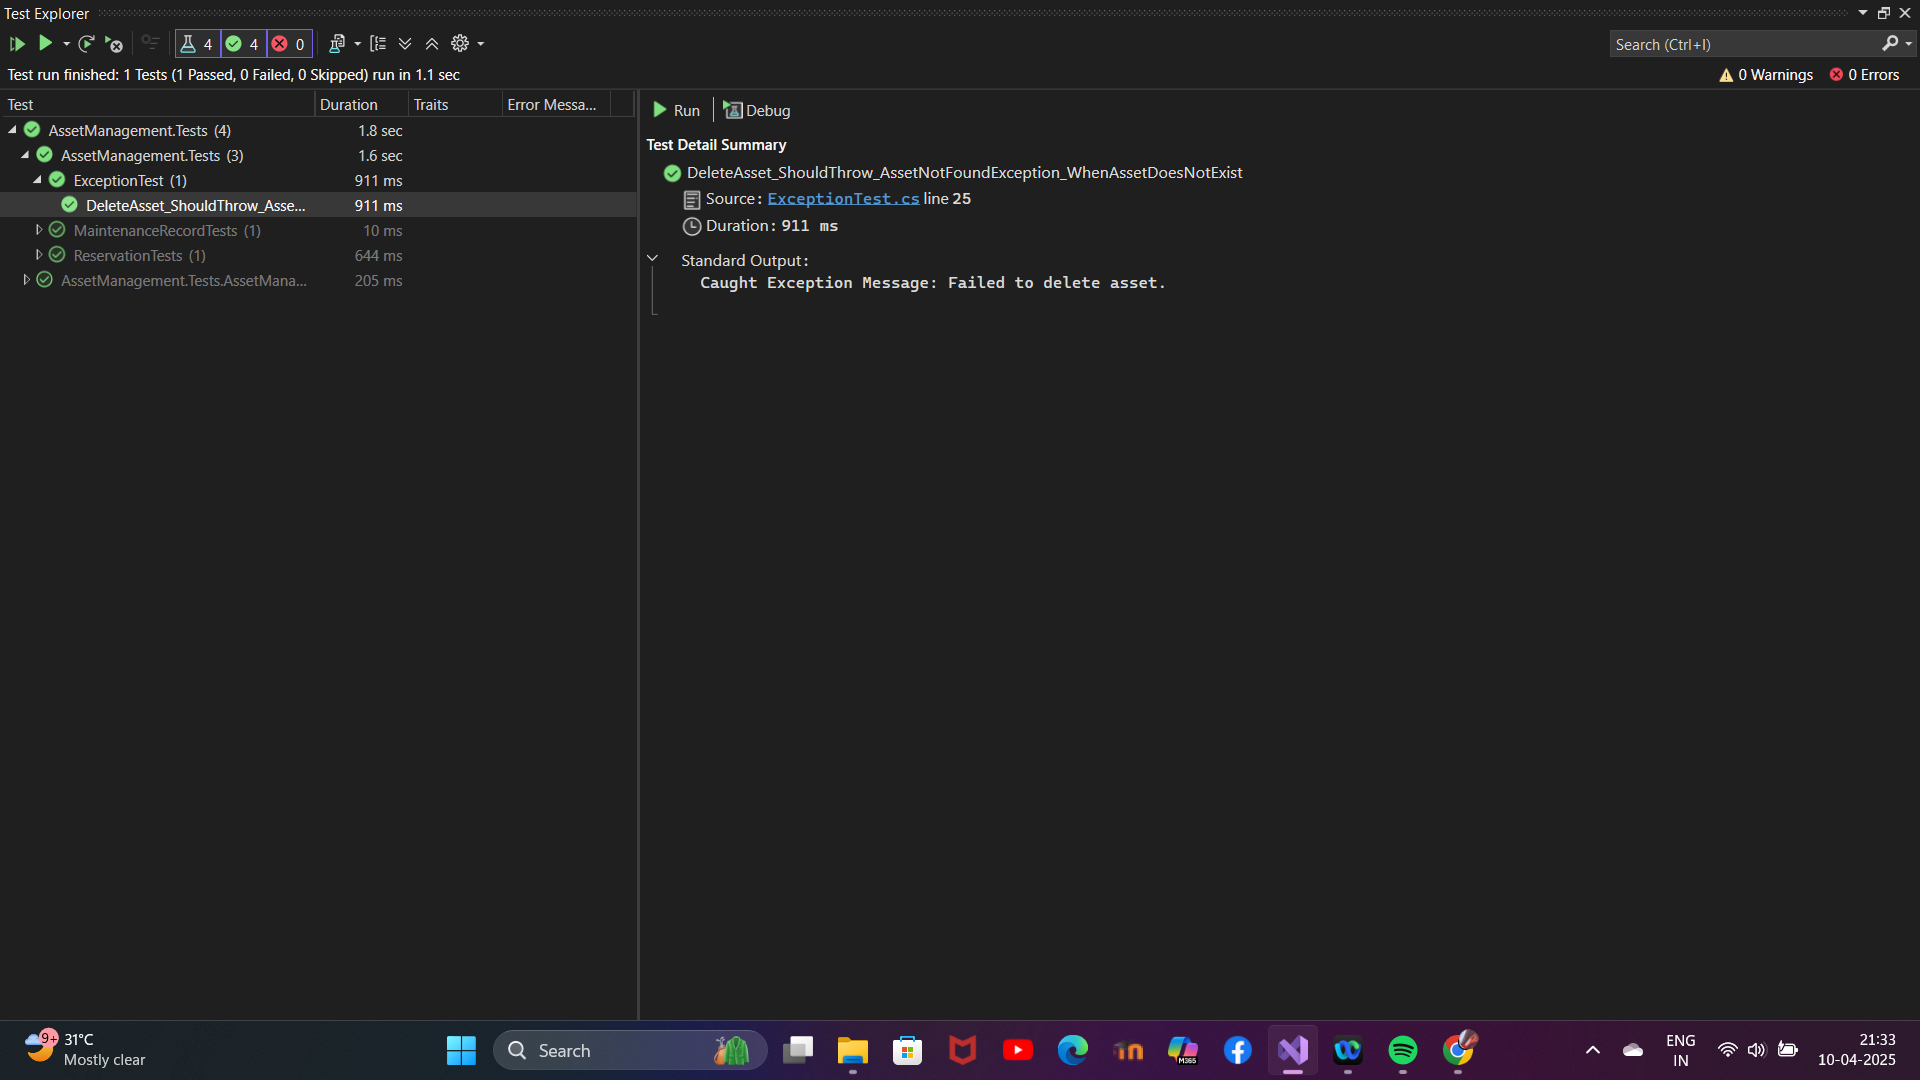 Test Explorer
4 4 0
Search (Ctrl+I)
Test run finished: 1 Tests (1 Passed, 0 Failed, 0 Skipped) run in 1.1 sec
0 Warnings 0 Errors
Test Duration Traits Error Messa...
AssetManagement.Tests (4) 1.8 sec
AssetManagement.Tests (3) 1.6 sec
ExceptionTest (1) 911 ms
DeleteAsset_ShouldThrow_Asse... 911 ms
MaintenanceRecordTests (1) 10 ms
ReservationTests (1) 644 ms
AssetManagement.Tests.AssetMana... 205 ms
Run Debug
Test Detail Summary
DeleteAsset_ShouldThrow_AssetNotFoundException_WhenAssetDoesNotExist
Source: ExceptionTest.cs line 25
Duration: 911 ms
Standard Output:
Caught Exception Message: Failed to delete asset.
9+
31°C
Mostly clear
Search
M365
ENG
IN
21:33
10-04-2025